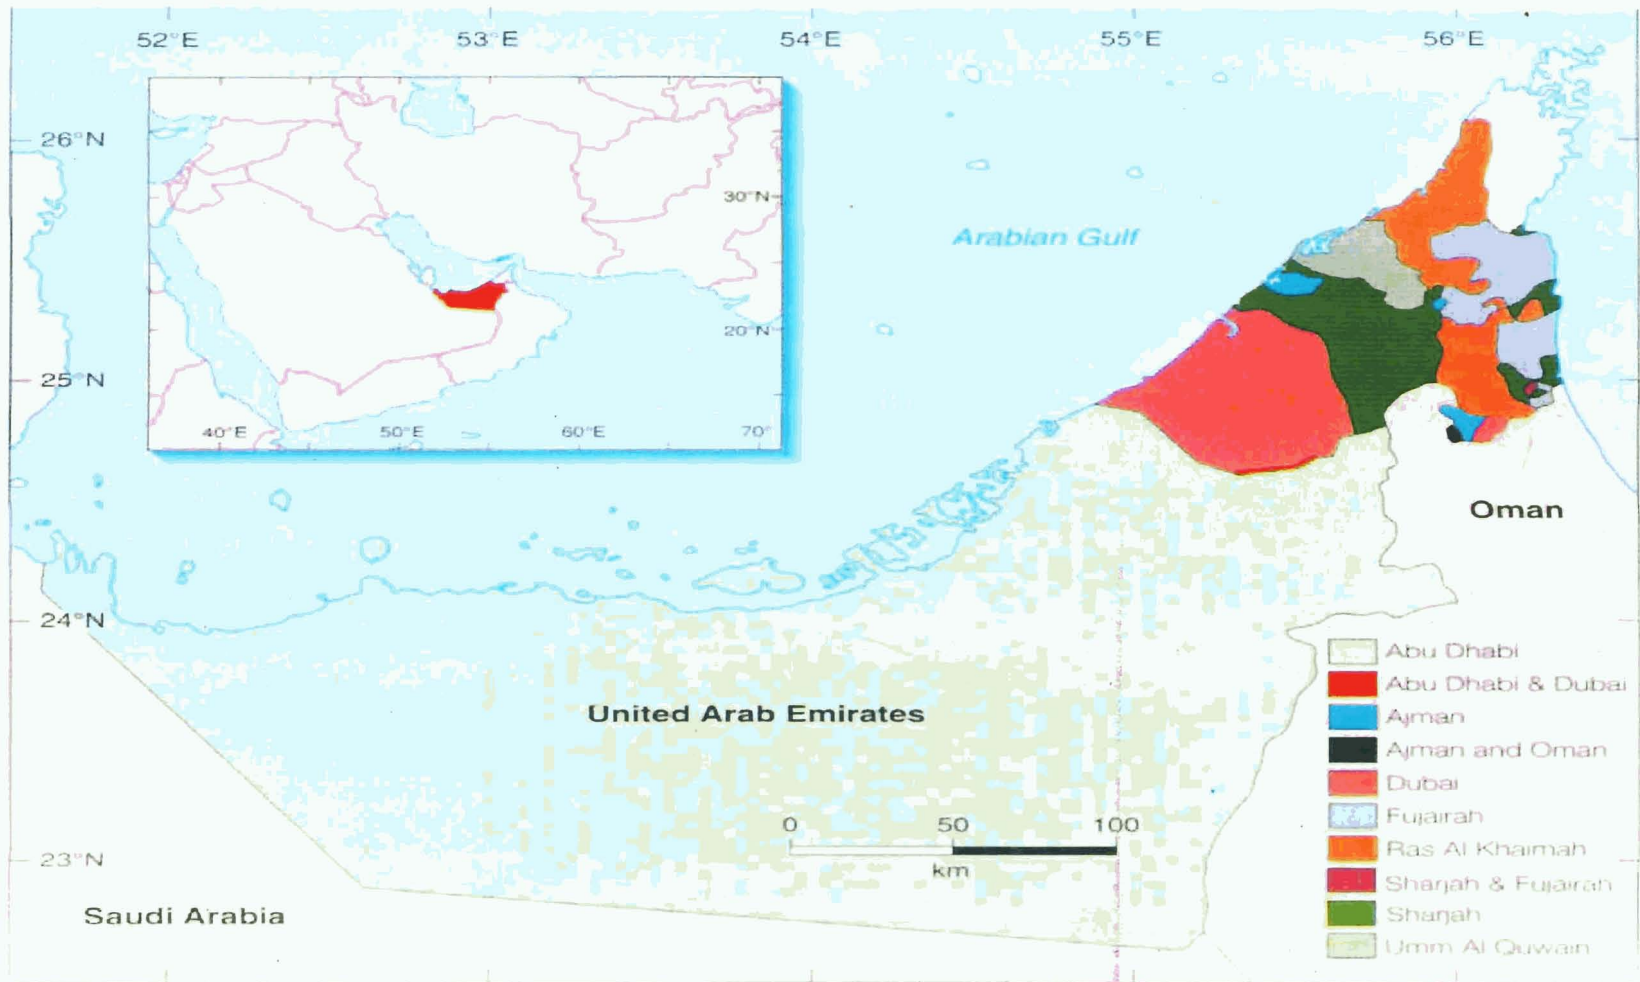 52°E 53°E 54°E 55°E 56°E
26°N
30°N
Arabian Gulf
20°N
25°N
40°E 50°E 60°E 70°
Oman
24°N
Abu Dhabi
Abu Dhabi & Dubai
United Arab Emirates
Ajman
Ajman and Oman
Dubai
0 50 100
Fujairah
km
Ras Al Khaimah
23°N
Sharjah & Fujairah
Saudi Arabia
Sharjah
Umm Al Quwain